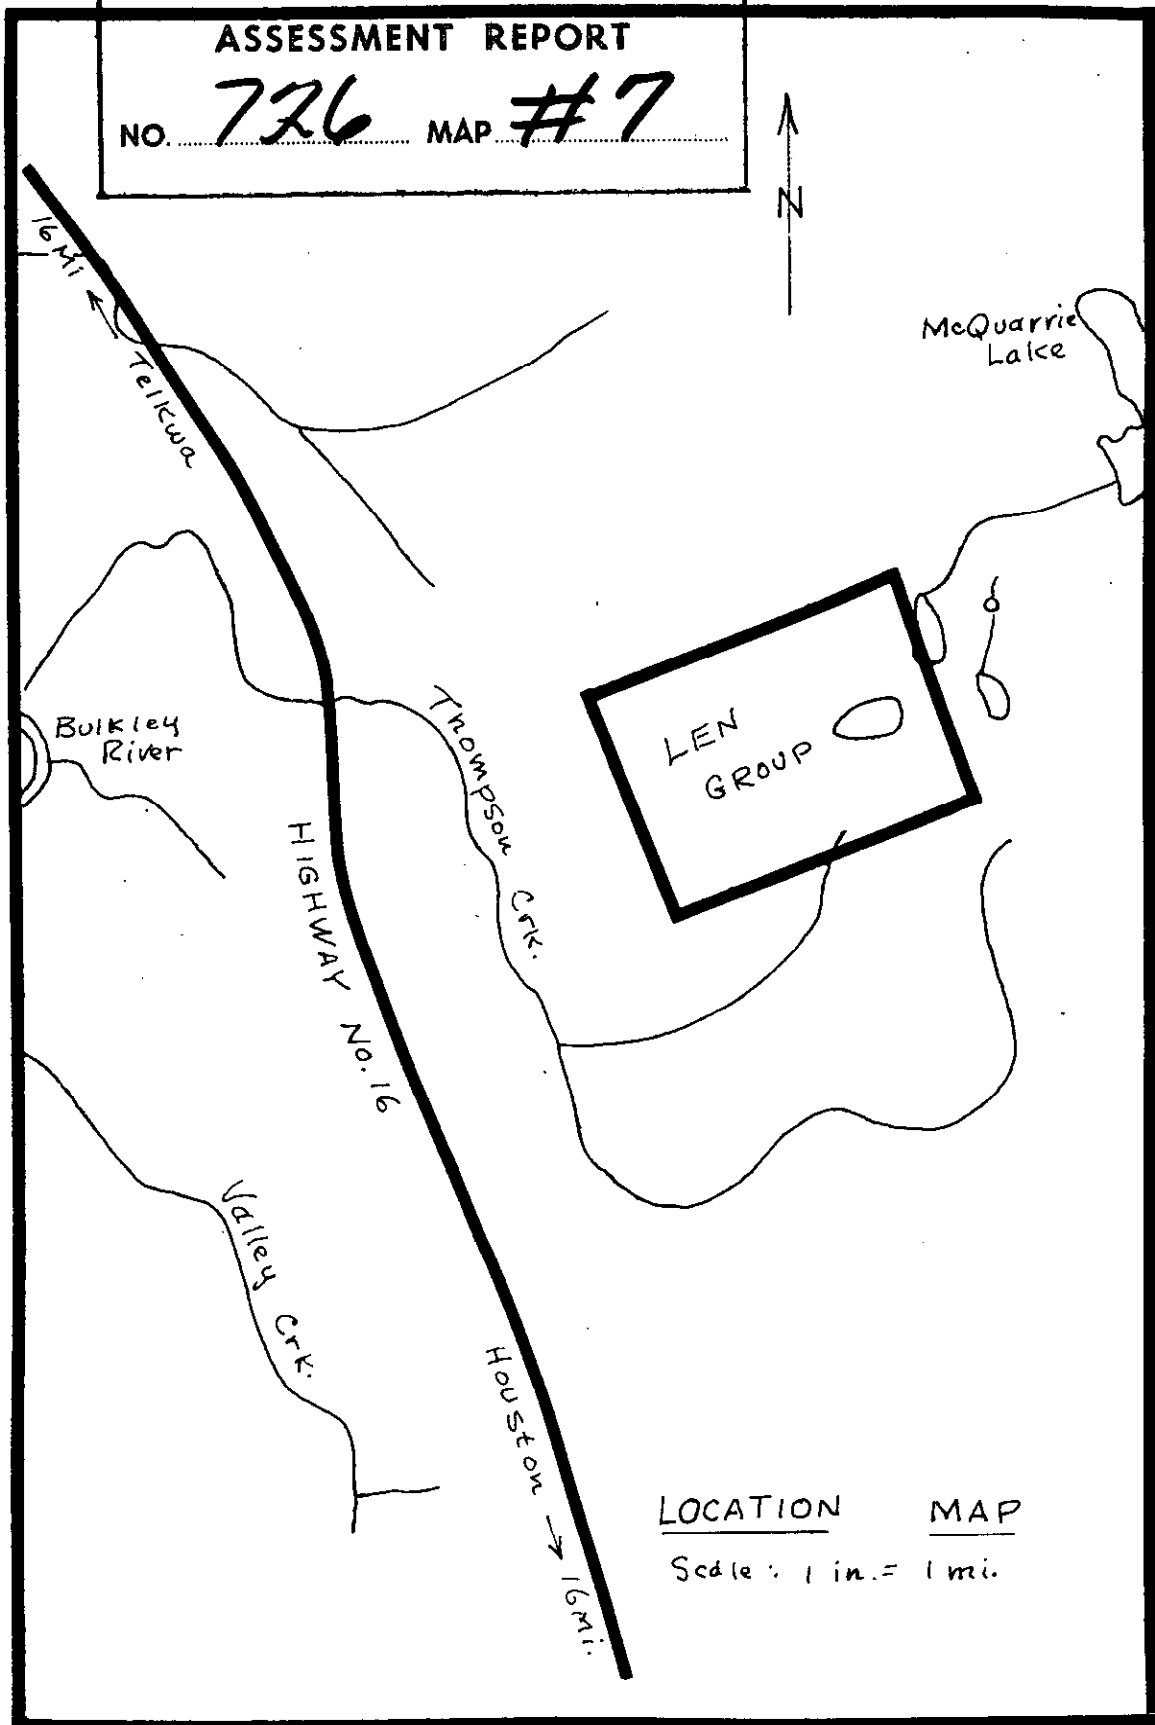 ASSESSMENT REPORT
NO. 726 MAP #7
N
16 Mi ← Telkwa
McQuarrie
Lake
Bulkley
River
Thompson Crk.
LEN
GROUP
HIGHWAY No. 16
Valley Crk.
Houston → 16 Mi.
LOCATION MAP
Scale : 1 in. = 1 mi.